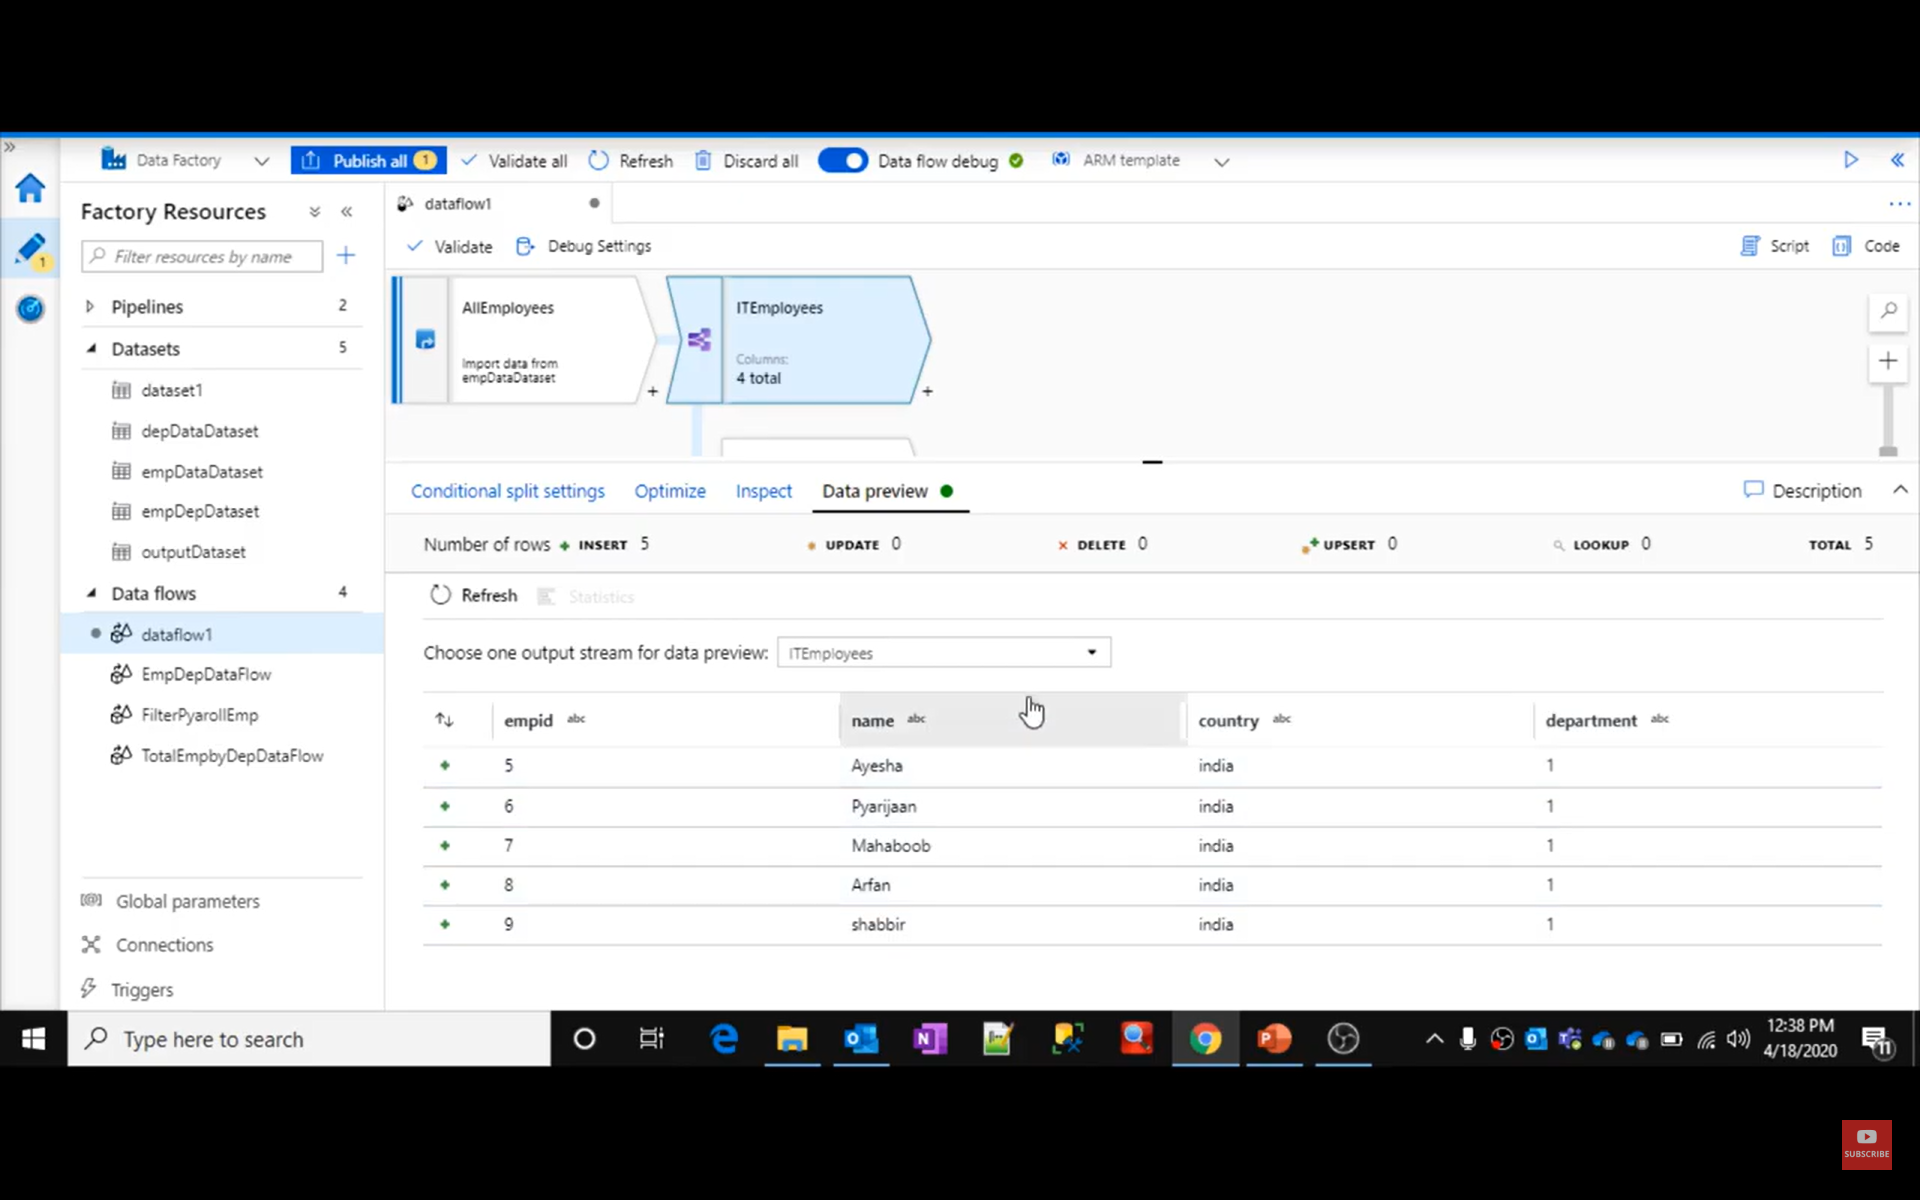 Data Factory
Publish all 1
Validate all
Refresh
Discard all
Data flow debug
ARM template
Factory Resources
Filter resources by name
1
Pipelines 2
Datasets 5
dataset1
depDataDataset
empDataDataset
empDepDataset
outputDataset
Data flows 4
dataflow1
EmpDepDataFlow
FilterPyarollEmp
TotalEmpbyDepDataFlow
Global parameters
Connections
Triggers
dataflow1
Validate
Debug Settings
Script
Code
AllEmployees
Import data from
empDataDataset
ITEmployees
Columns:
4 total
Conditional split settings
Optimize
Inspect
Data preview
Description
Number of rows INSERT 5 UPDATE 0 DELETE 0 UPSERT 0 LOOKUP 0 TOTAL 5
Refresh
Statistics
Choose one output stream for data preview: ITEmployees
empid abc name abc country abc department abc
5 Ayesha india 1
6 Pyarijaan india 1
7 Mahaboob india 1
8 Arfan india 1
9 shabbir india 1
Type here to search
12:38 PM
4/18/2020
11
SUBSCRIBE